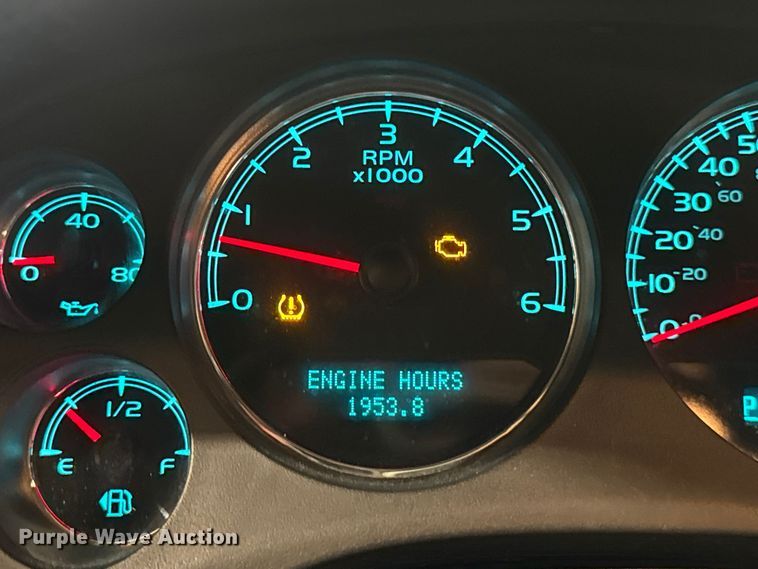 0 40 80
0 1 2 3 4 5 6
RPM
x1000
ENGINE HOURS
1953.8
E 1/2 F
0 10 20 30 40 50
0 20 40 60
P
Purple Wave Auction